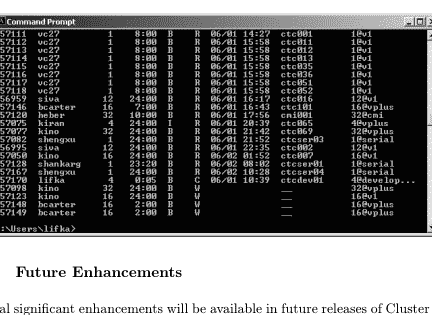 Command Prompt
57111 vc27 1 8:00 B R 06/01 14:27 ctc001 1@v1
57112 vc27 1 8:00 B R 06/01 15:58 ctc011 1@v1
57113 vc27 1 8:00 B R 06/01 15:58 ctc012 1@v1
57114 vc27 1 8:00 B R 06/01 15:58 ctc013 1@v1
57115 vc27 1 8:00 B R 06/01 15:58 ctc035 1@v1
57116 vc27 1 8:00 B R 06/01 15:58 ctc036 1@v1
57117 vc27 1 8:00 B R 06/01 15:58 ctc051 1@v1
57118 vc27 1 8:00 B R 06/01 15:58 ctc052 1@v1
56959 siva 12 24:00 B R 06/01 16:17 ctc016 12@v1
57146 bcarter 16 7:00 B R 06/01 16:43 ctc101 16@vplus
57120 heber 32 10:00 B R 06/01 17:56 cmi001 32@cmi
57075 kiran 4 24:00 I R 06/01 20:39 ctc065 4@vplus
57077 kino 32 24:00 B R 06/01 21:42 ctc069 32@vplus
57082 shengxu 1 24:00 B R 06/01 21:52 ctcser03 1@serial
56995 siva 12 24:00 B R 06/01 22:35 ctc002 12@v1
57050 kino 16 24:00 B R 06/02 01:52 ctc007 16@v1
57128 shankarg 1 23:20 B R 06/02 08:02 ctcser01 1@serial
57167 shengxu 1 24:00 B R 06/02 10:28 ctcser04 1@serial
57170 lifka 4 0:05 B C 06/01 10:39 ctcdev01 4@develop...
57098 kino 32 24:00 B W __ 32@vplus
57123 kino 16 24:00 B W __ 16@v1
57148 bcarter 16 2:00 B W __ 16@vplus
57149 bcarter 16 2:00 B W __ 16@vplus
:\Users\lifka>
Future Enhancements
al significant enhancements will be available in future releases of Cluster